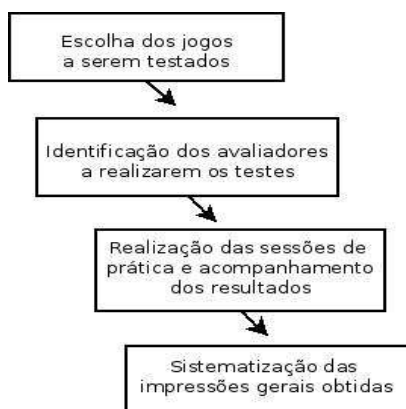 Escolha dos jogos
a serem testados
Identificação dos avaliadores
a realizarem os testes
Realização das sessões de
prática e acompanhamento
dos resultados
Sistematização das
impressões gerais obtidas